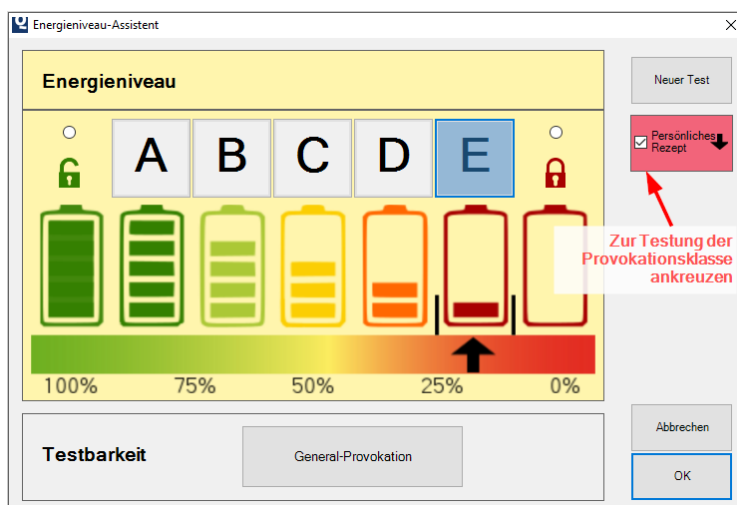 Energieniveau-Assistent
Energieniveau
Neuer Test
A B C D E
Persönliches
Rezept
Zur Testung der
Provokationsklasse
ankreuzen
100% 75% 50% 25% 0%
Testbarkeit
General-Provokation
Abbrechen
OK